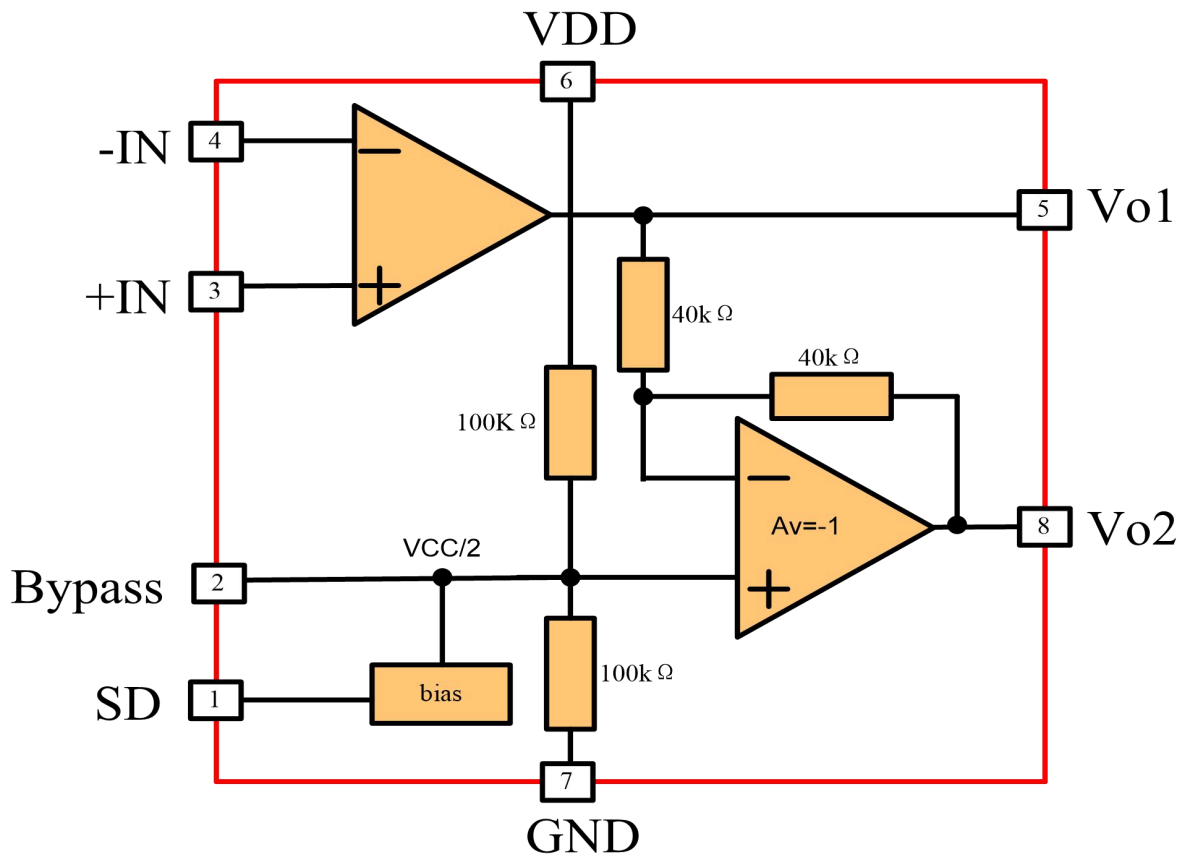 VDD
6
-IN
4
5
Vo1
+IN
3
40k Ω
40k Ω
100K Ω
Av=-1
8
Vo2
VCC/2
Bypass
2
100k Ω
SD
1
bias
7
GND